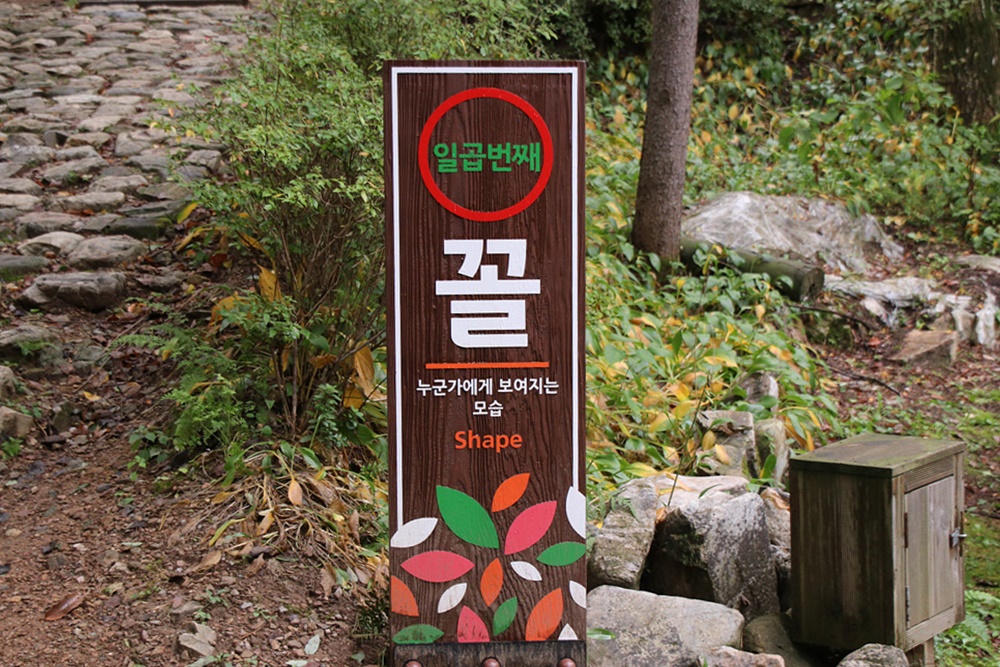 일곱번째
꼴
누군가에게 보여지는
모습
Shape